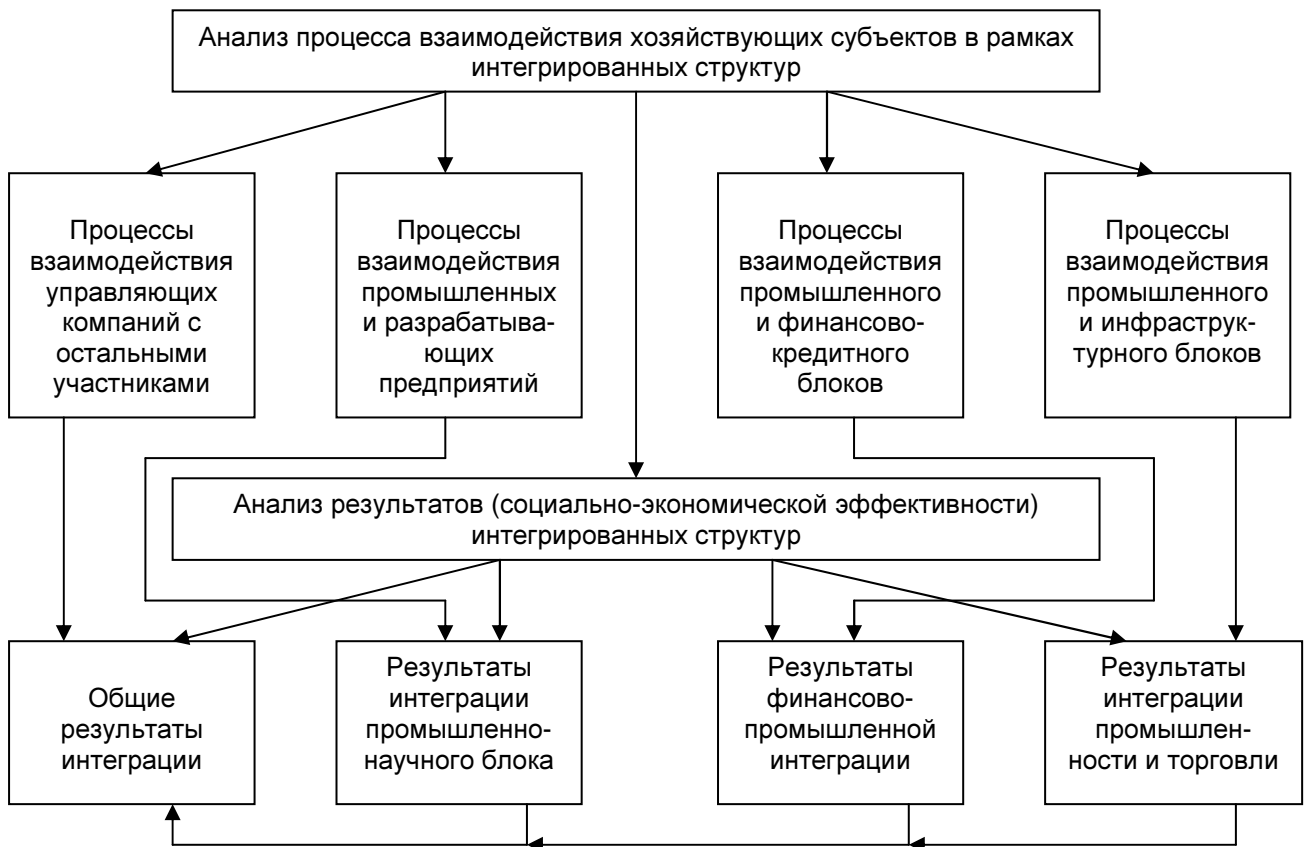 Анализ процесса взаимодействия хозяйствующих субъектов в рамках
интегрированных структур
Процессы
взаимодействия
управляющих
компаний с
остальными
участниками
Процессы
взаимодействия
промышленных
и разрабатыва-
ющих
предприятий
Процессы
взаимодействия
промышленного
и финансово-
кредитного
блоков
Процессы
взаимодействия
промышленного
и инфраструк-
турного блоков
Анализ результатов (социально-экономической эффективности)
интегрированных структур
Общие
результаты
интеграции
Результаты
интеграции
промышленно-
научного блока
Результаты
финансово-
промышленной
интеграции
Результаты
интеграции
промышлен-
ности и торговли